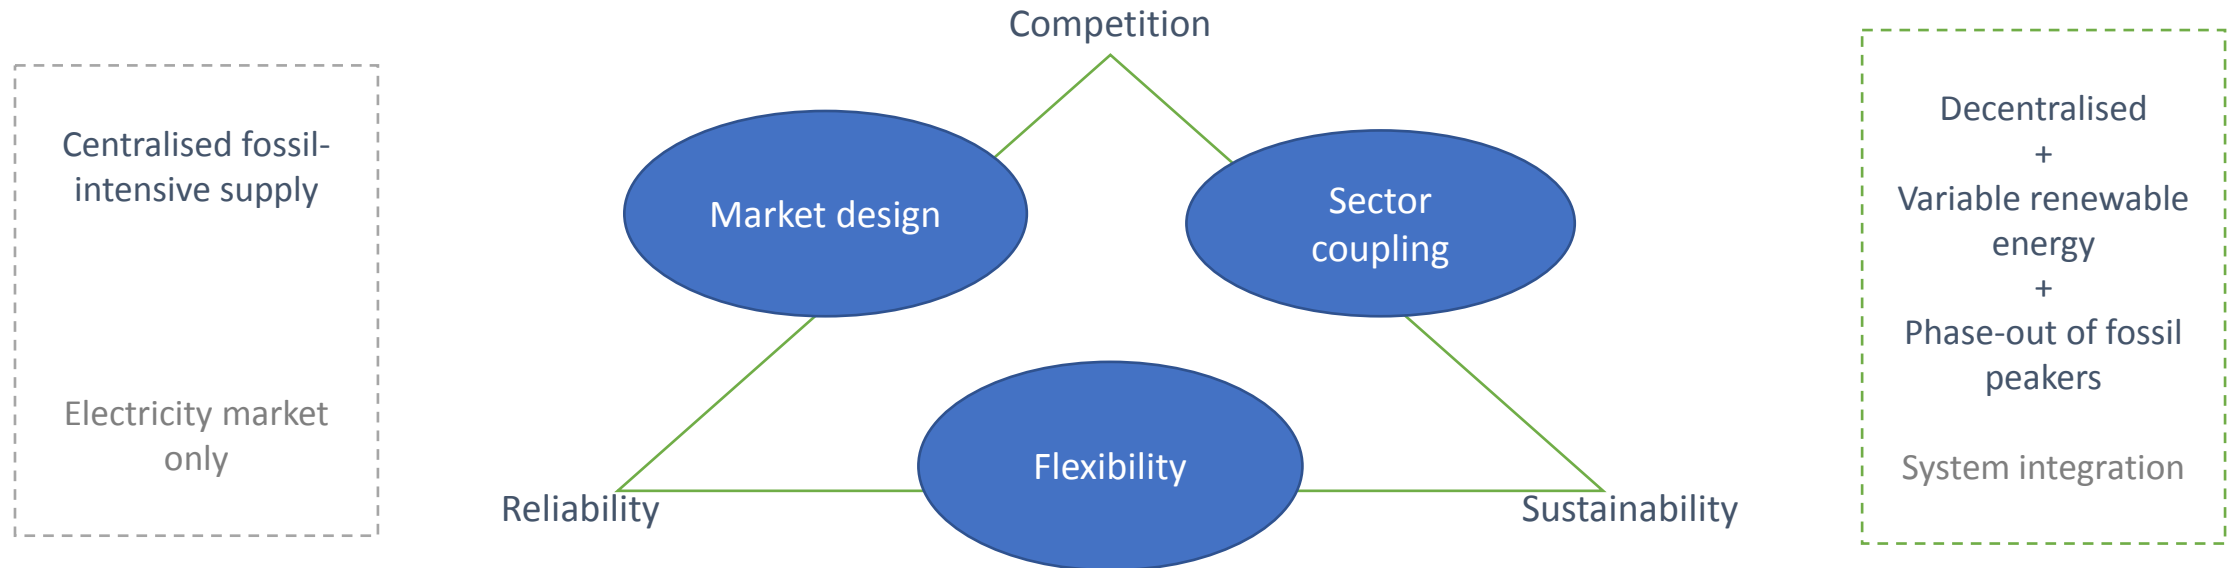 Competition
Centralised fossil-
intensive supply
Electricity market
only
Market design
Sector
coupling
Flexibility
Reliability
Sustainability
Decentralised
+
Variable renewable
energy
+
Phase-out of fossil
peakers
System integration